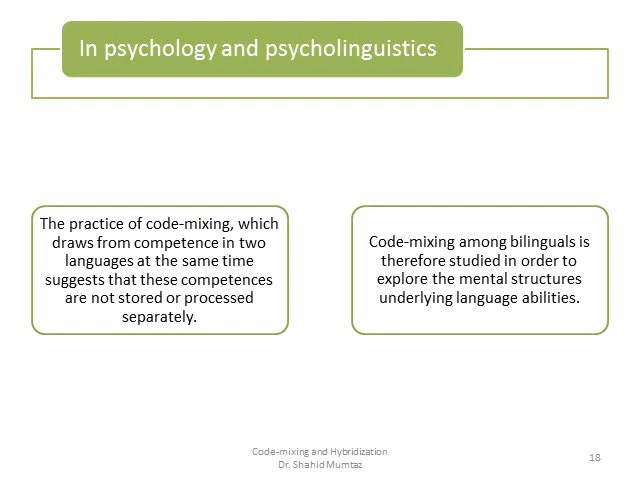 In psychology and psycholinguistics
The practice of code-mixing, which
draws from competence in two
languages at the same time
suggests that these competences
are not stored or processed
separately.
Code-mixing among bilinguals is
therefore studied in order to
explore the mental structures
underlying language abilities.
Code-mixing and Hybridization
Dr. Shahid Mumtaz
18